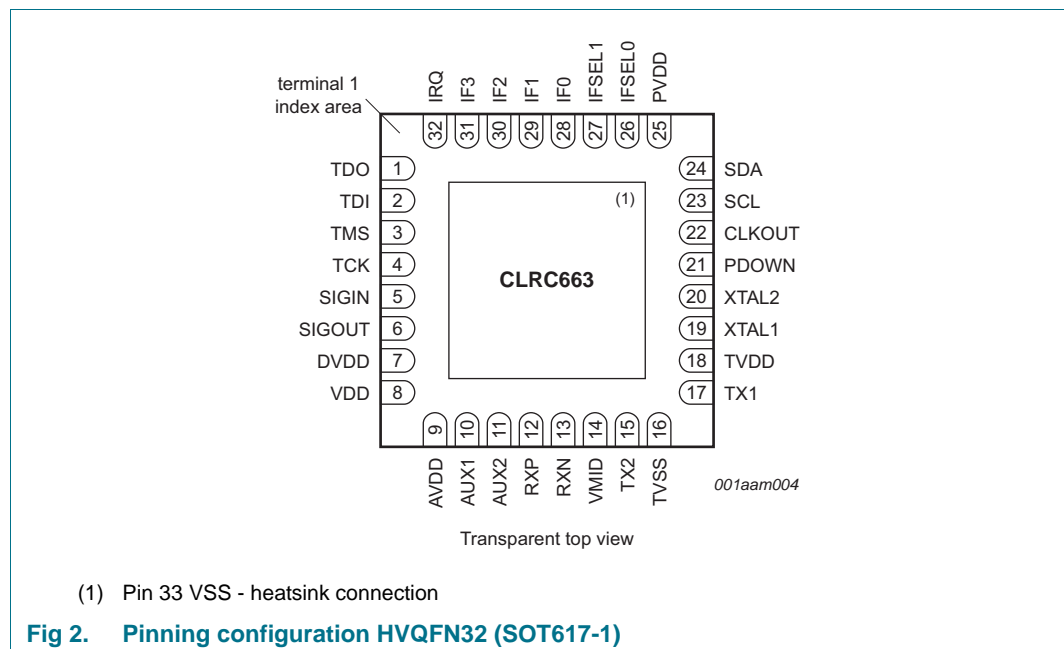 terminal 1
index area
IRQ
IF3
IF2
IF1
IF0
IFSEL1
IFSEL0
PVDD
32
31
30
29
28
27
26
25
TDO 1
TDI 2
TMS 3
TCK 4
SIGIN 5
SIGOUT 6
DVDD 7
VDD 8
(1)
CLRC663
24 SDA
23 SCL
22 CLKOUT
21 PDOWN
20 XTAL2
19 XTAL1
18 TVDD
17 TX1
9
10
11
12
13
14
15
16
AVDD
AUX1
AUX2
RXP
RXN
VMID
TX2
TVSS
001aam004
Transparent top view
(1) Pin 33 VSS - heatsink connection
Fig 2. Pinning configuration HVQFN32 (SOT617-1)